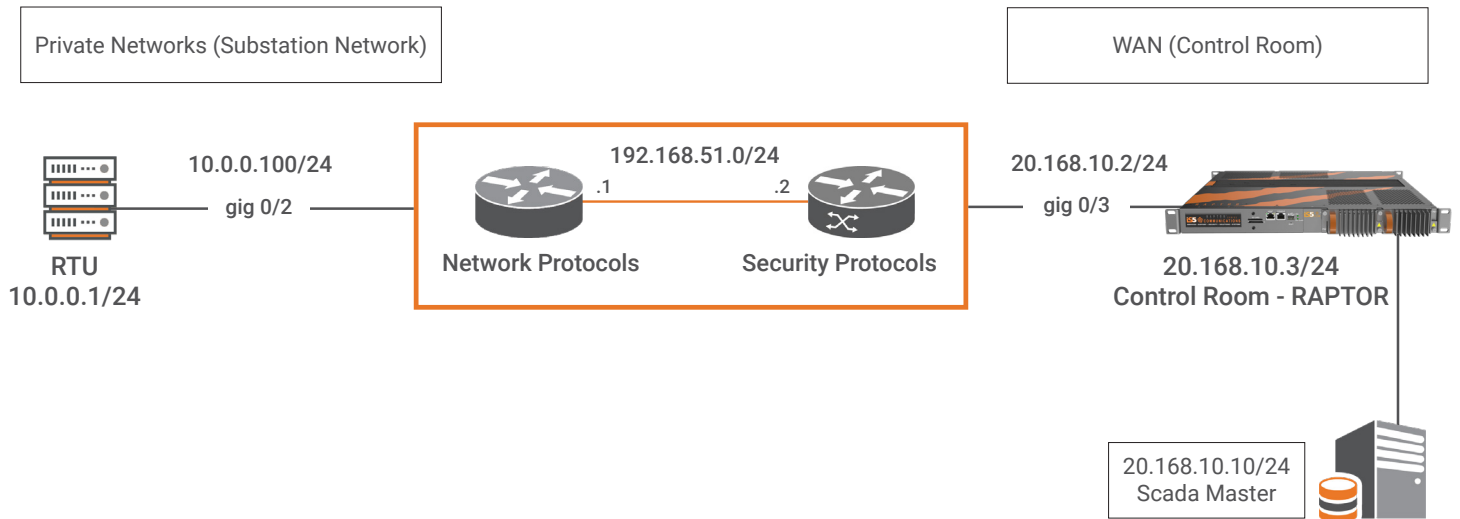 Private Networks (Substation Network)
WAN (Control Room)
10.0.0.100/24
gig 0/2
RTU
10.0.0.1/24
192.168.51.0/24
.1
.2
Network Protocols
Security Protocols
20.168.10.2/24
gig 0/3
20.168.10.3/24
Control Room - RAPTOR
20.168.10.10/24
Scada Master